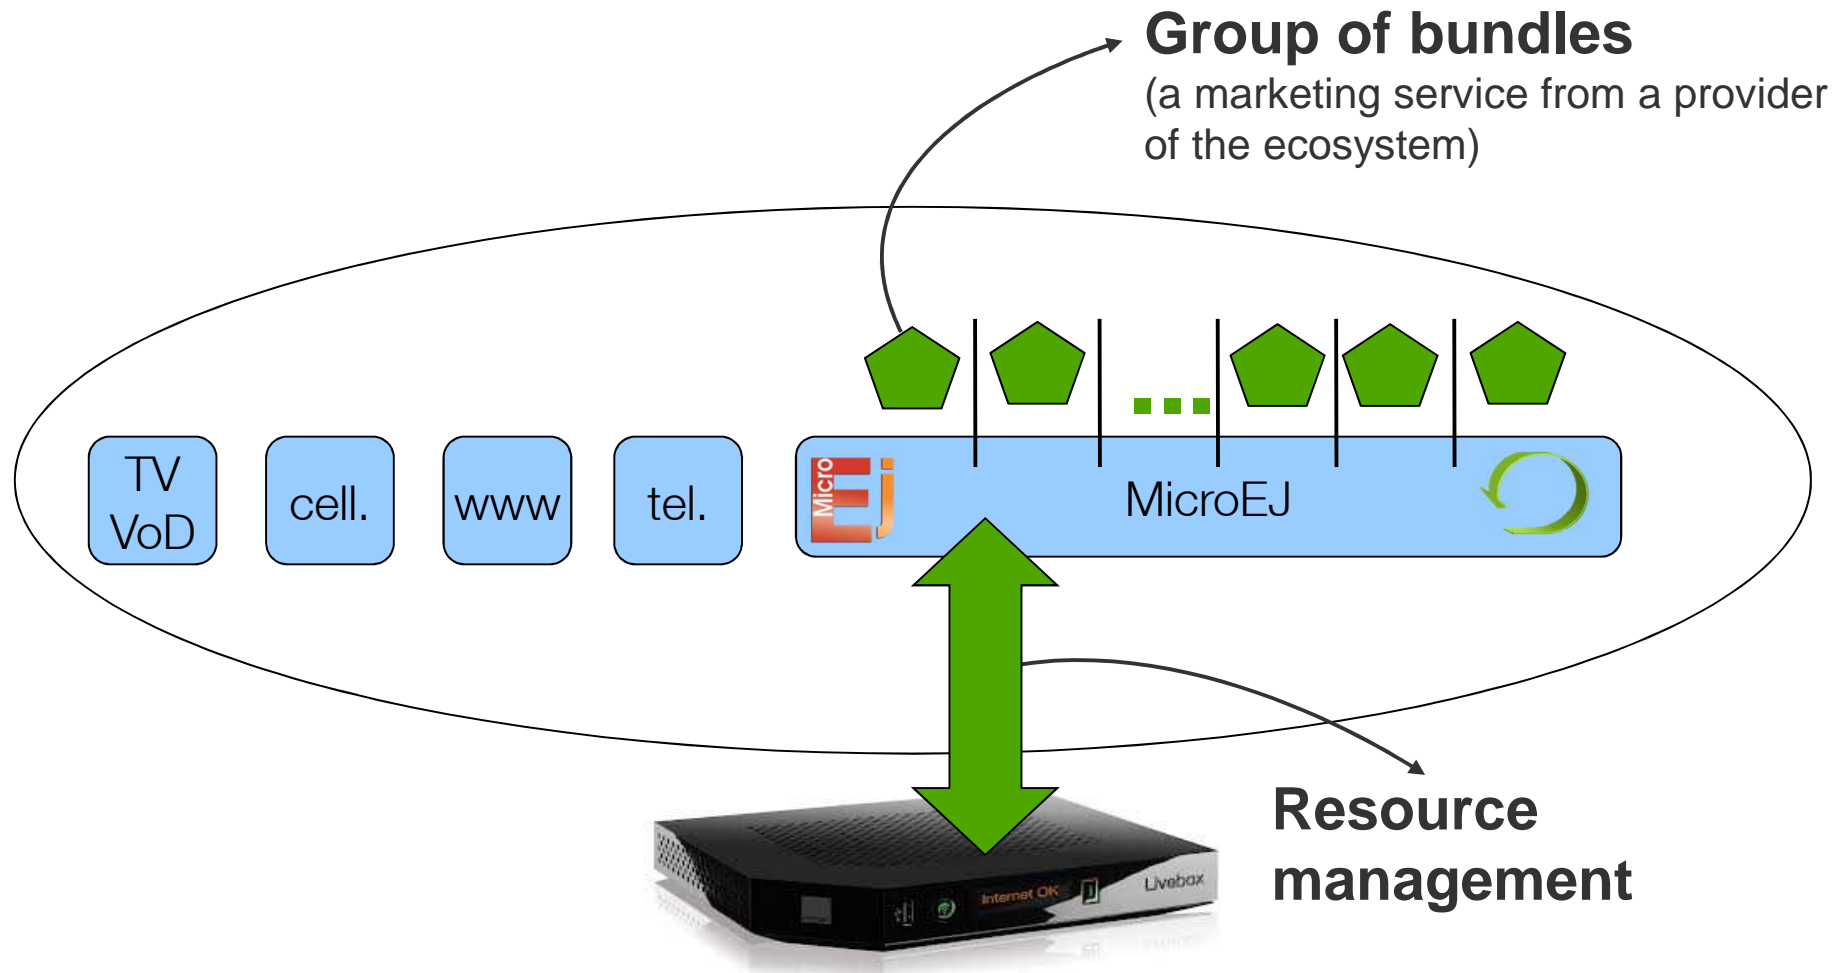 Group of bundles
(a marketing service from a provider
of the ecosystem)
TV
VoD
cell.
www
tel.
Micro
EJ
MicroEJ
Internet OK
Livebox
Resource
management